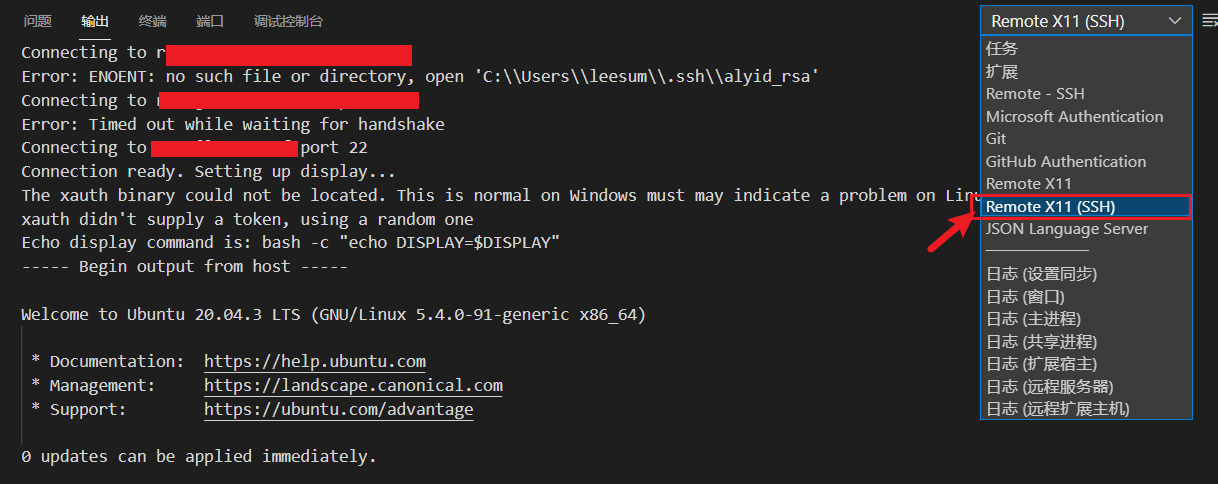 问题 输出 终端 端口 调试控制台 Remote X11 (SSH)
Connecting to
Error: ENOENT: no such file or directory, open 'C:\\Users\\leesum\\.ssh\\alyid_rsa'
Connecting to
Error: Timed out while waiting for handshake
Connecting to port 22
Connection ready. Setting up display...
The xauth binary could not be located. This is normal on Windows must may indicate a problem on Linu
xauth didn't supply a token, using a random one
Echo display command is: bash -c "echo DISPLAY=$DISPLAY"
----- Begin output from host -----
Welcome to Ubuntu 20.04.3 LTS (GNU/Linux 5.4.0-91-generic x86_64)
* Documentation: https://help.ubuntu.com
* Management: https://landscape.canonical.com
* Support: https://ubuntu.com/advantage
0 updates can be applied immediately.
任务
扩展
Remote - SSH
Microsoft Authentication
Git
GitHub Authentication
Remote X11
Remote X11 (SSH)
JSON Language Server
日志 (设置同步)
日志 (窗口)
日志 (主进程)
日志 (共享进程)
日志 (扩展宿主)
日志 (远程服务器)
日志 (远程扩展主机)